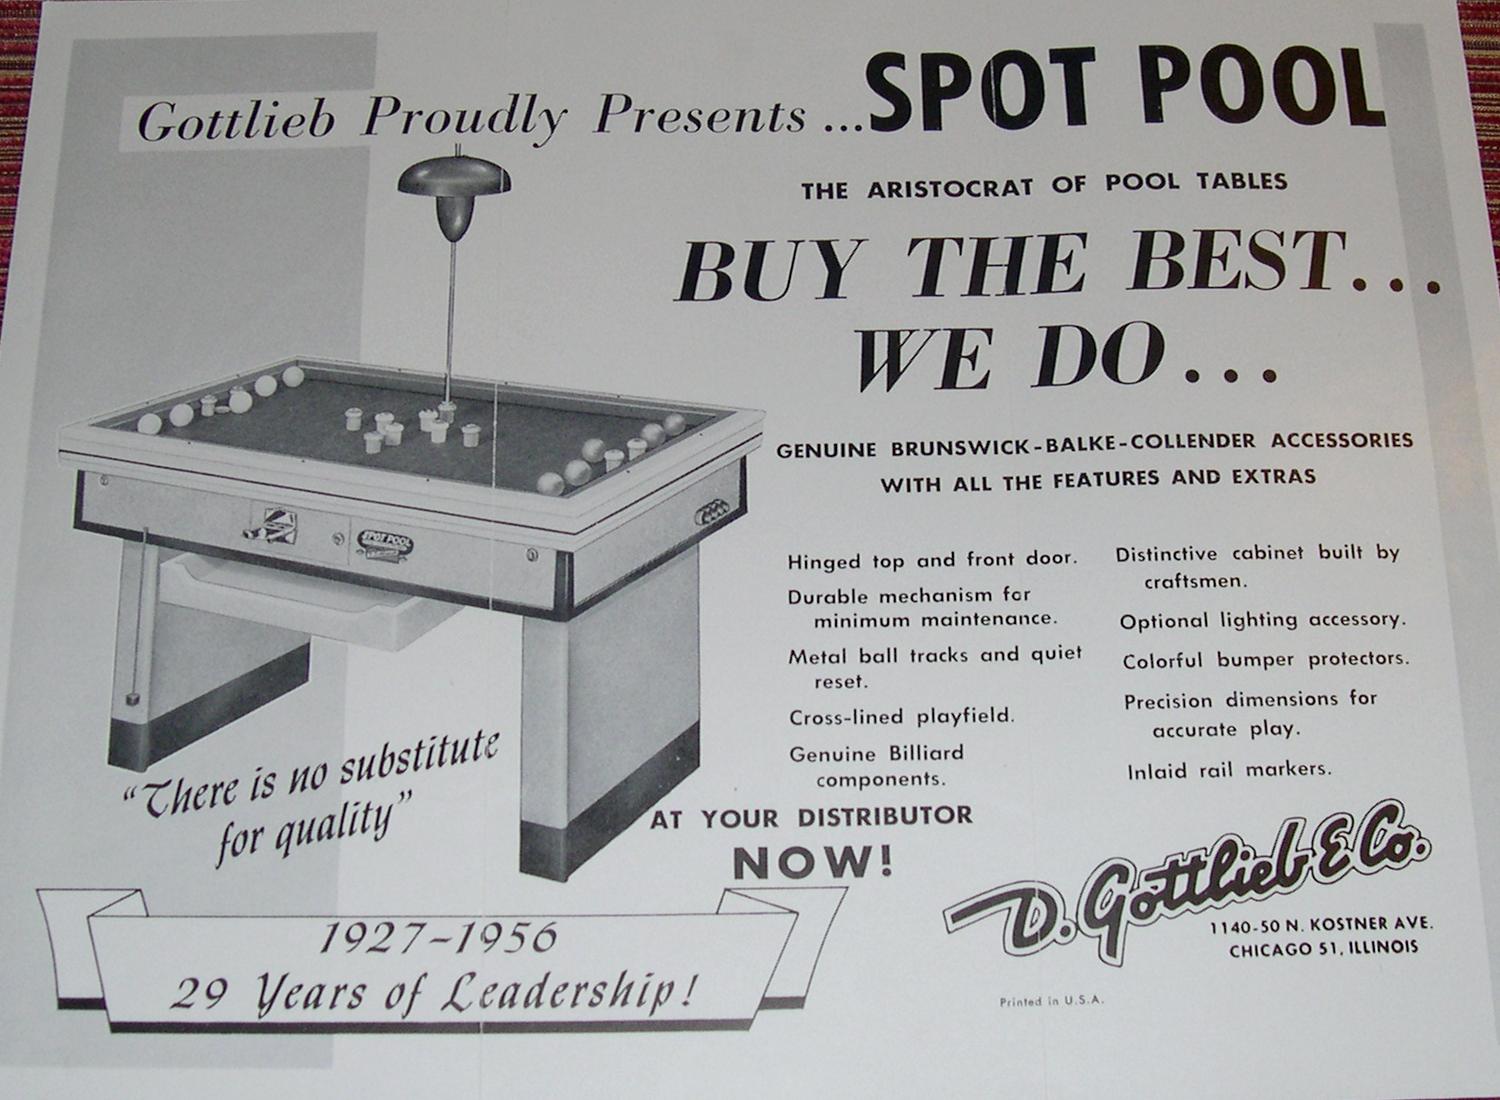 Gottlieb Proudly Presents ... SPOT POOL
THE ARISTOCRAT OF POOL TABLES
BUY THE BEST...
WE DO...
GENUINE BRUNSWICK-BALKE-COLLENDER ACCESSORIES
WITH ALL THE FEATURES AND EXTRAS
Hinged top and front door.
Durable mechanism for
minimum maintenance.
Metal ball tracks and quiet
reset.
Cross-lined playfield.
Genuine Billiard
components.
Distinctive cabinet built by
craftsmen.
Optional lighting accessory.
Colorful bumper protectors.
Precision dimensions for
accurate play.
Inlaid rail markers.
SPOT POOL
"There is no substitute
for quality"
AT YOUR DISTRIBUTOR
NOW!
1927-1956
29 Years of Leadership!
D. Gottlieb & Co.
1140-50 N. KOSTNER AVE.
CHICAGO 51, ILLINOIS
Printed in U.S.A.